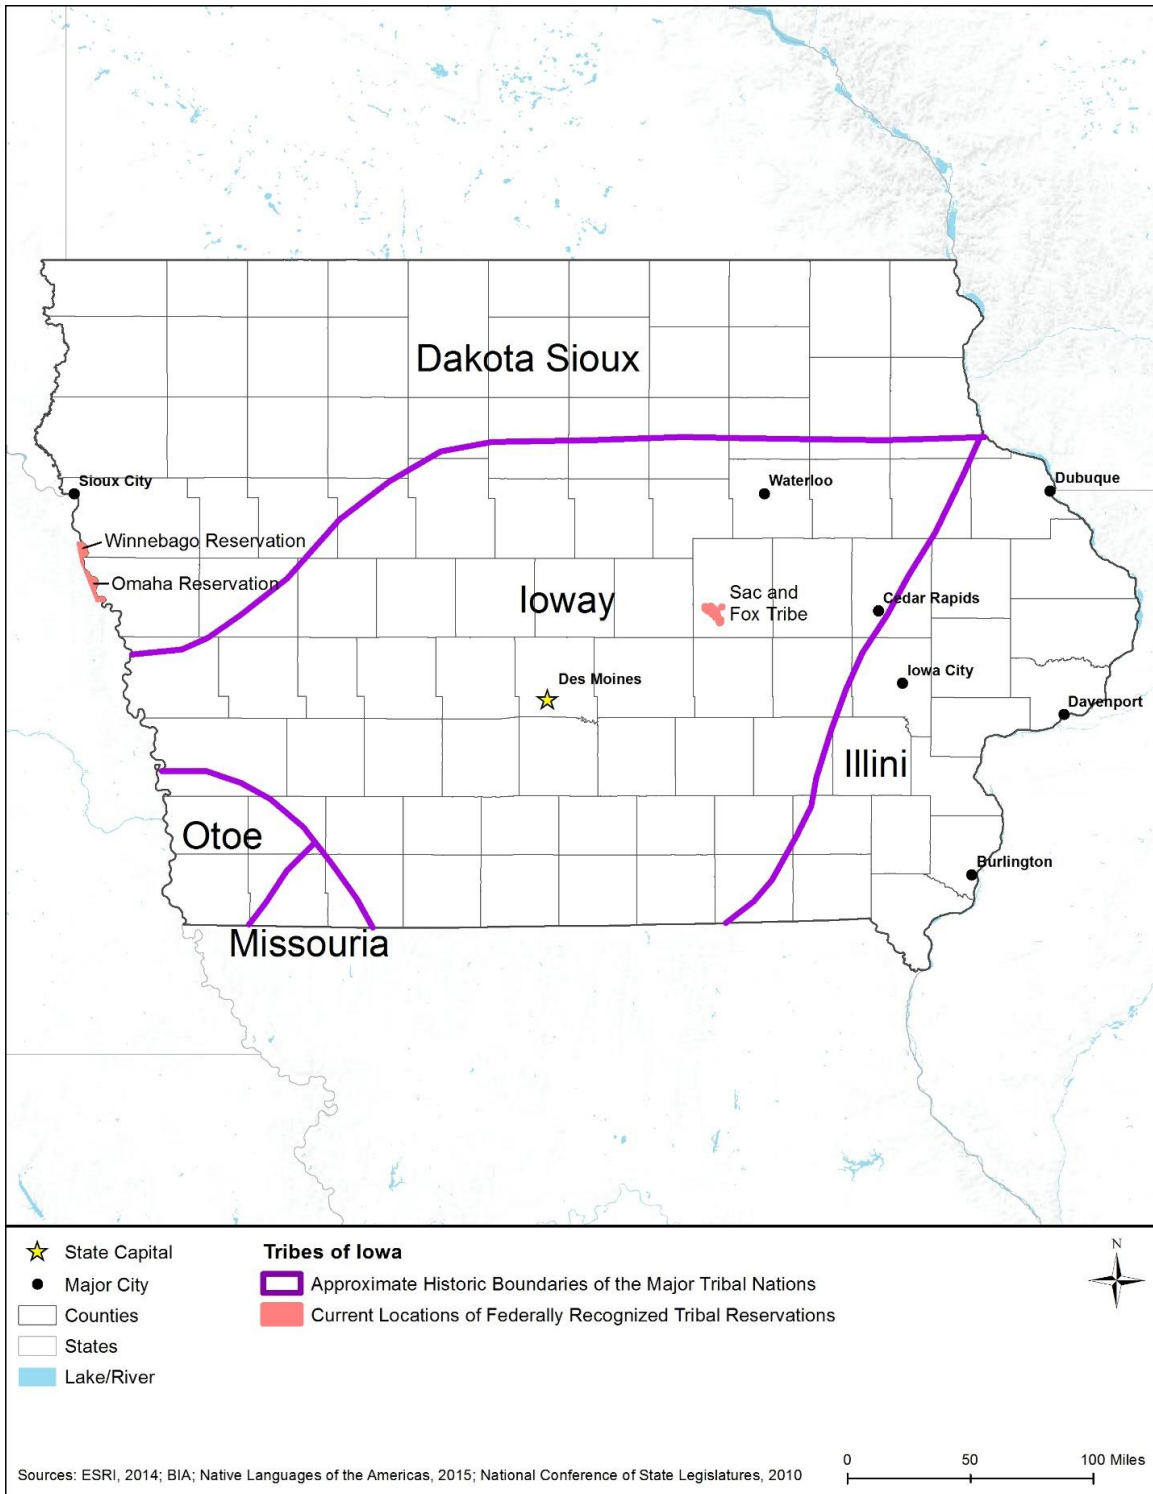 Dakota Sioux
Sioux City
Waterloo
Dubuque
Winnebago Reservation
Omaha Reservation
Ioway
Sac and
Fox Tribe
Cedar Rapids
Iowa City
Des Moines
Davenport
Illini
Otoe
Burlington
Missouria
State Capital
Major City
Counties
States
Lake/River
Tribes of Iowa
Approximate Historic Boundaries of the Major Tribal Nations
Current Locations of Federally Recognized Tribal Reservations
N
0 50 100 Miles
Sources: ESRI, 2014; BIA; Native Languages of the Americas, 2015; National Conference of State Legislatures, 2010